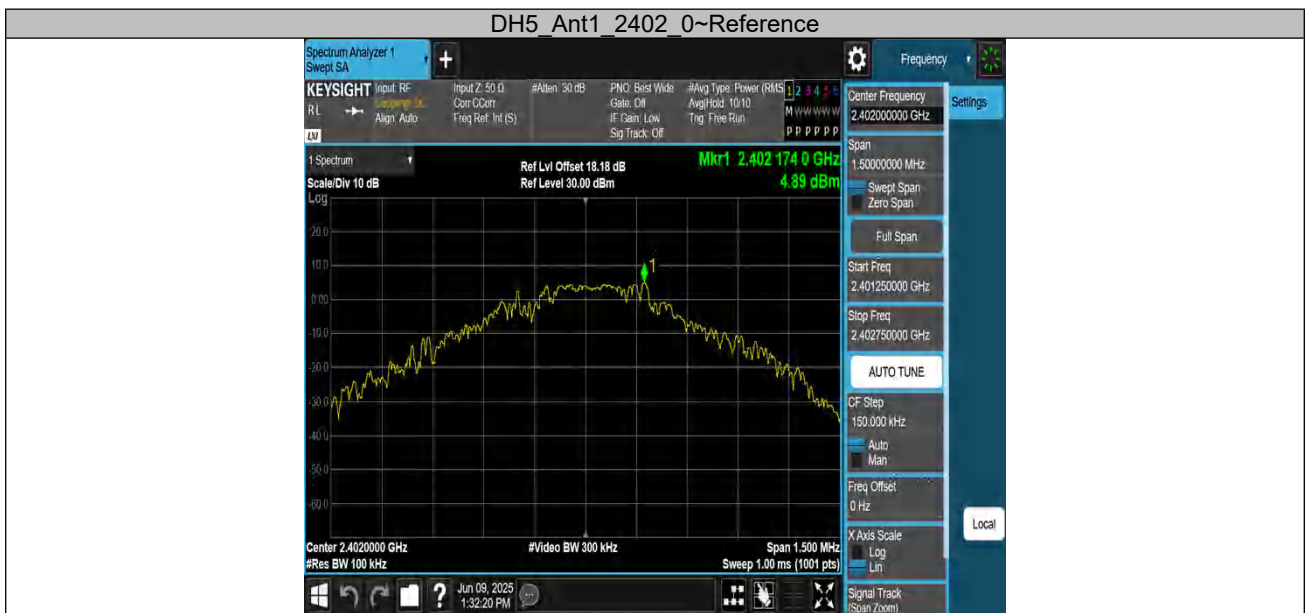 DH5_Ant1_2402_0~Reference
Spectrum Analyzer 1
Swept SA
+
Frequency
KEYSIGHT
RL
LXI
Input: RF
Coupling: DC
Align: Auto
Input Z: 50 Ω
Corr CCorr
Freq Ref: Int (S)
#Atten: 30 dB
PNO: Best Wide
Gate: Off
IF Gain: Low
Sig Track: Off
#Avg Type: Power (RMS
Avg|Hold: 10/10
Trig: Free Run
1 2 3 4 5 6
M W W W W W
P P P P P P
1 Spectrum
Scale/Div 10 dB
Log
Ref Lvl Offset 18.18 dB
Ref Level 30.00 dBm
Mkr1 2.402 174 0 GHz
4.89 dBm
20.0
10.0
0.00
-10.0
-20.0
-30.0
-40.0
-50.0
-60.0
1
Center 2.4020000 GHz
#Res BW 100 kHz
#Video BW 300 kHz
Span 1.500 MHz
Sweep 1.00 ms (1001 pts)
?
Jun 09, 2025
1:32:20 PM
Center Frequency
2.402000000 GHz
Settings
Span
1.50000000 MHz
Swept Span
Zero Span
Full Span
Start Freq
2.401250000 GHz
Stop Freq
2.402750000 GHz
AUTO TUNE
CF Step
150.000 kHz
Auto
Man
Freq Offset
0 Hz
X Axis Scale
Log
Lin
Local
Signal Track
(Span Zoom)